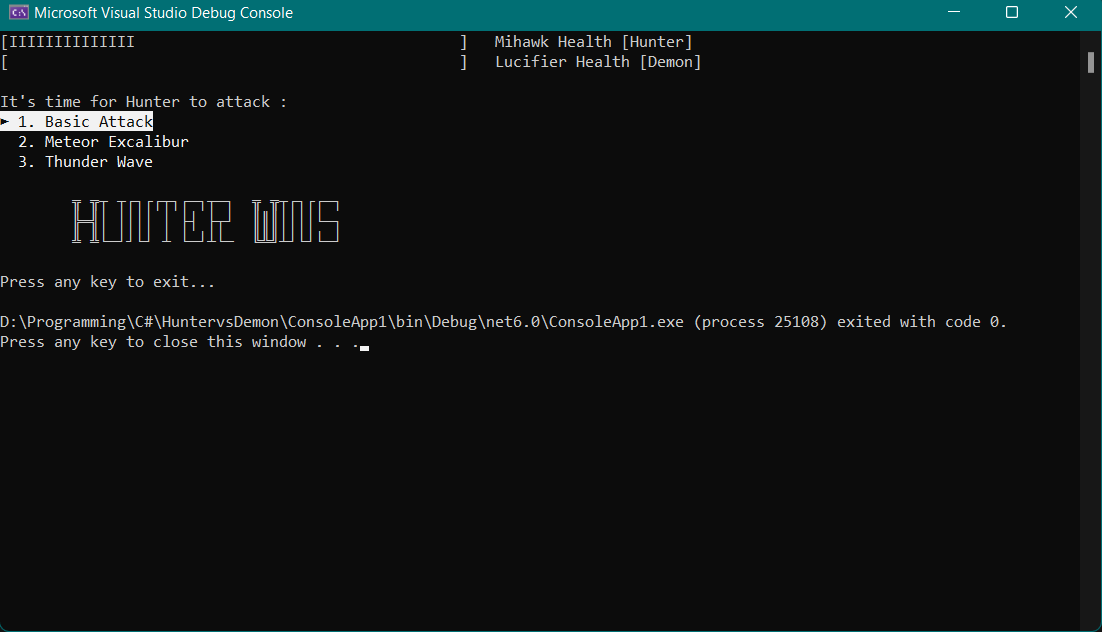 Microsoft Visual Studio Debug Console
[IIIIIIIIIIIIII                                    ]   Mihawk Health [Hunter]
[                                                  ]   Lucifier Health [Demon]
It's time for Hunter to attack :
► 1. Basic Attack
  2. Meteor Excalibur
  3. Thunder Wave
HUNTER WINS
Press any key to exit...
D:\Programming\C#\HuntervsDemon\ConsoleApp1\bin\Debug\net6.0\ConsoleApp1.exe (process 25108) exited with code 0.
Press any key to close this window . . .